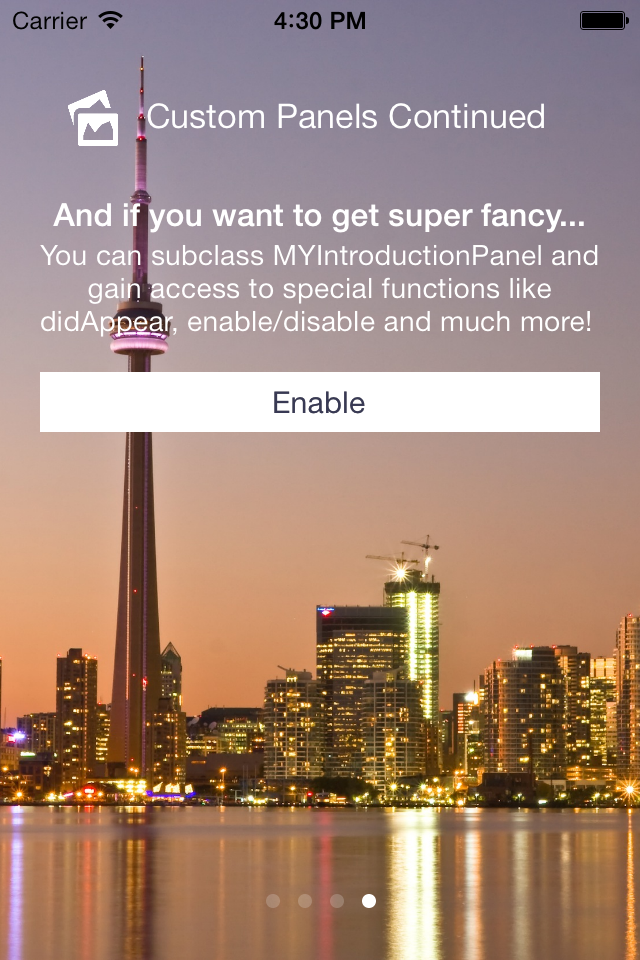 Carrier 4:30 PM
Custom Panels Continued
And if you want to get super fancy...
You can subclass MYIntroductionPanel and
gain access to special functions like
didAppear, enable/disable and much more!
Enable